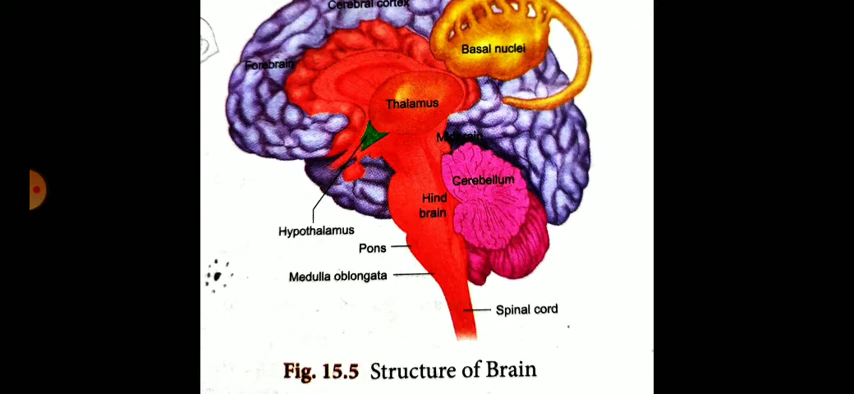 Cerebral cortex
Basal nuclei
Forebrain
Thalamus
Midbrain
Cerebellum
Hind
brain
Hypothalamus
Pons
Medulla oblongata
Spinal cord
Fig. 15.5 Structure of Brain